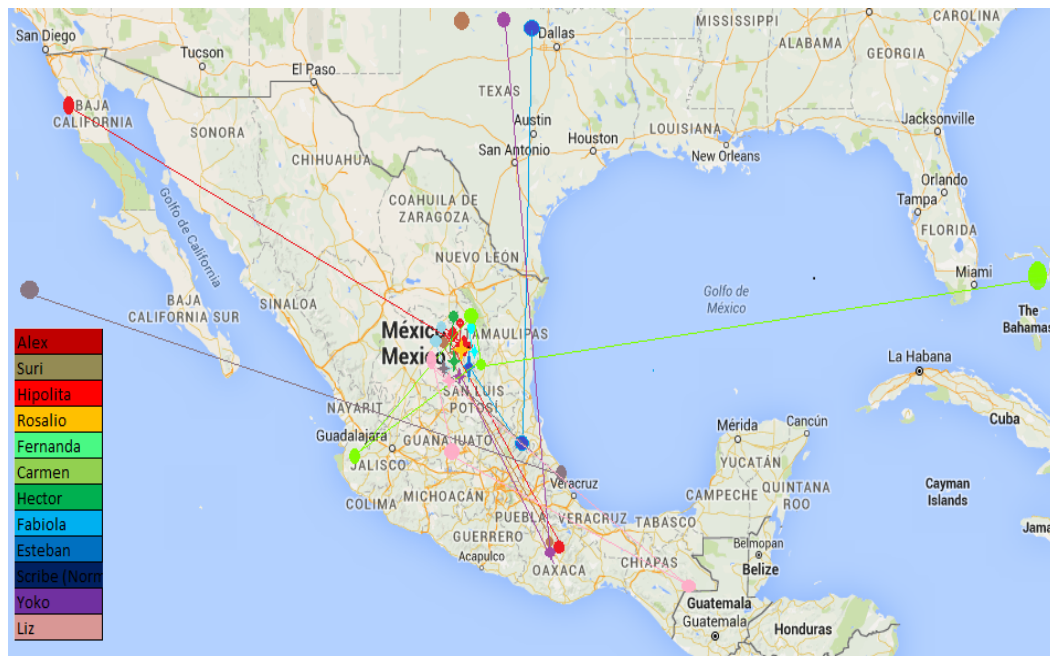 San Diego
Tucson
El Paso
Dallas
MISSISSIPPI
CAROLINA
ALABAMA
GEORGIA
TEXAS
BAJA
CALIFORNIA
SONORA
CHIHUAHUA
Austin
San Antonio
Houston
LOUISIANA
New Orleans
Jacksonville
Orlando
Tampa
FLORIDA
Miami
The
Bahamas
COAHUILA DE
ZARAGOZA
NUEVO LEÓN
Golfo de California
BAJA
CALIFORNIA SUR
SINALOA
Golfo de
México
México
Mexico
TAMAULIPAS
SAN LUIS
POTOSÍ
NAYARIT
Guadalajara
GUANAJUATO
JALISCO
COLIMA
MICHOACÁN
Veracruz
PUEBLA
VERACRUZ
TABASCO
GUERRERO
Acapulco
OAXACA
CHIAPAS
La Habana
Cuba
Mérida
Cancún
YUCATÁN
CAMPECHE
QUINTANA
ROO
Cayman
Islands
Jama
Belmopan
Belize
Guatemala
Guatemala
Honduras
Alex
Suri
Hipolita
Rosalio
Fernanda
Carmen
Hector
Fabiola
Esteban
Scribe (Norm
Yoko
Liz